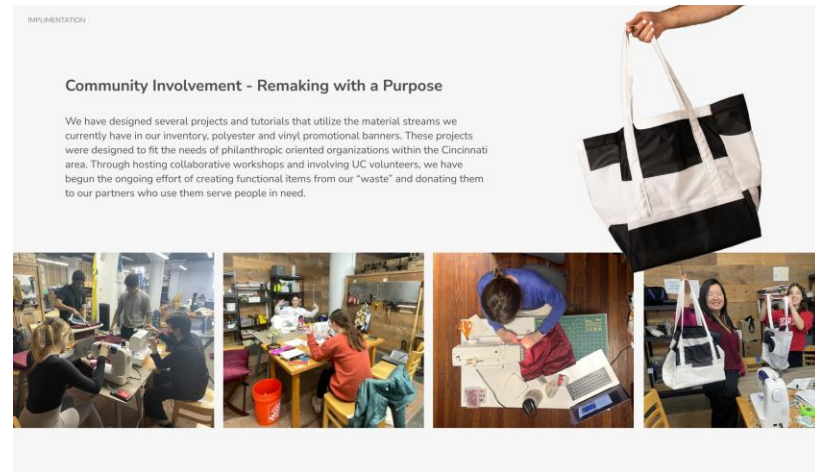 IMPLIMENTATION
Community Involvement - Remaking with a Purpose
We have designed several projects and tutorials that utilize the material streams we
currently have in our inventory, polyester and vinyl promotional banners. These projects
were designed to fit the needs of philanthropic oriented organizations within the Cincinnati
area. Through hosting collaborative workshops and involving UC volunteers, we have
begun the ongoing effort of creating functional items from our “waste” and donating them
to our partners who use them serve people in need.